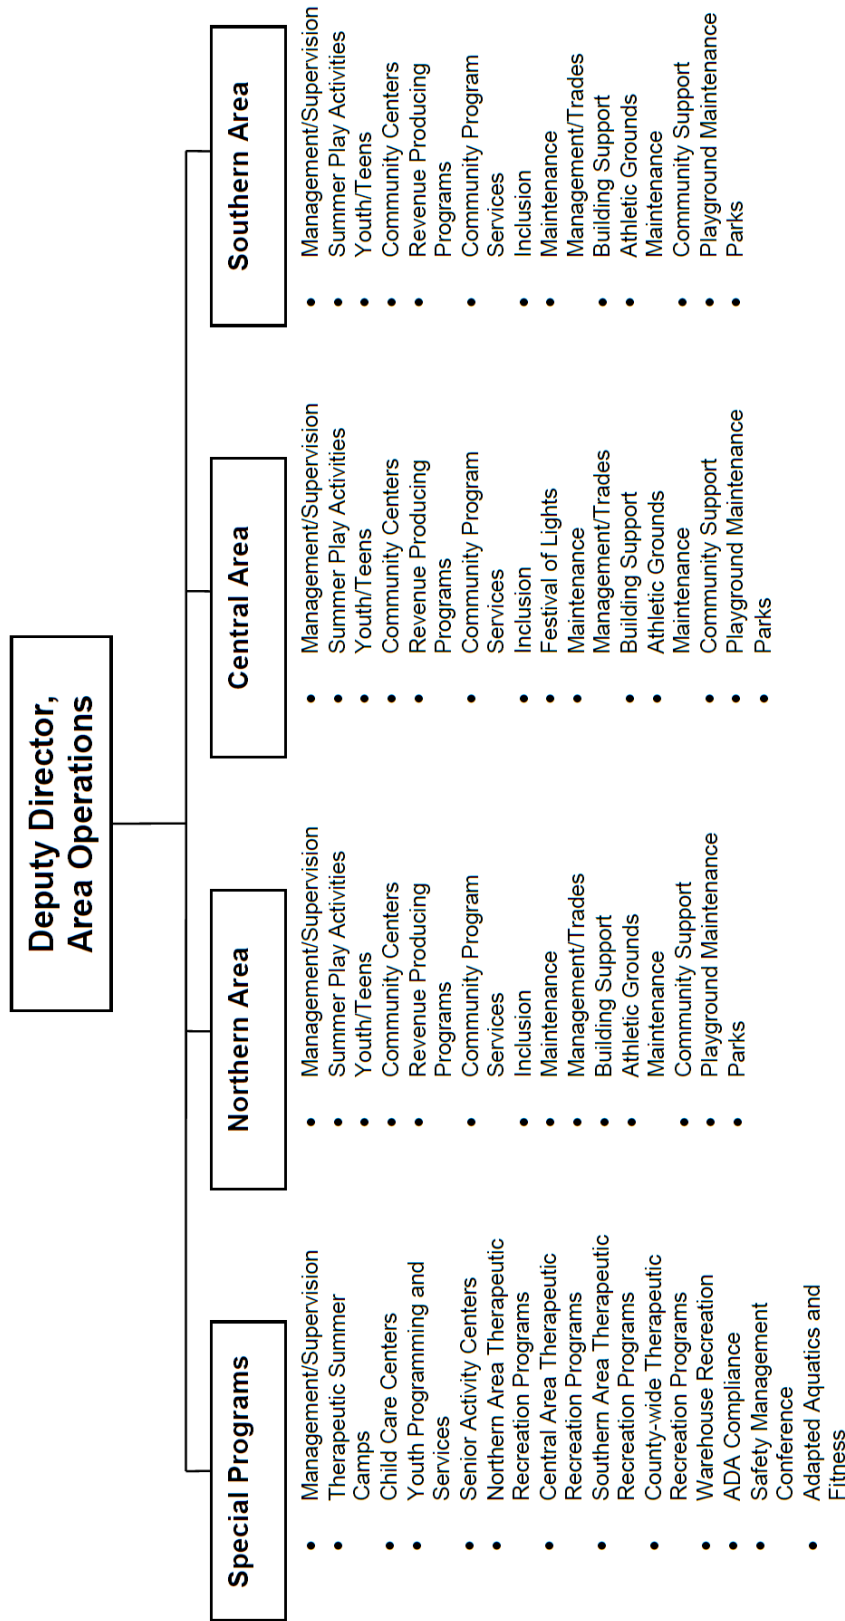 Deputy Director,
Area Operations
Special Programs
• Management/Supervision
• Therapeutic Summer
Camps
• Child Care Centers
• Youth Programming and
Services
• Senior Activity Centers
• Northern Area Therapeutic
Recreation Programs
• Central Area Therapeutic
Recreation Programs
• Southern Area Therapeutic
Recreation Programs
• County-wide Therapeutic
Recreation Programs
• Warehouse Recreation
• ADA Compliance
• Safety Management
Conference
• Adapted Aquatics and
Fitness
Northern Area
• Management/Supervision
• Summer Play Activities
• Youth/Teens
• Community Centers
• Revenue Producing
Programs
• Community Program
Services
• Inclusion
• Maintenance
• Management/Trades
• Building Support
• Athletic Grounds
Maintenance
• Community Support
• Playground Maintenance
• Parks
Central Area
• Management/Supervision
• Summer Play Activities
• Youth/Teens
• Community Centers
• Revenue Producing
Programs
• Community Program
Services
• Inclusion
• Festival of Lights
• Maintenance
Management/Trades
• Building Support
• Athletic Grounds
Maintenance
• Community Support
• Playground Maintenance
• Parks
Southern Area
• Management/Supervision
• Summer Play Activities
• Youth/Teens
• Community Centers
• Revenue Producing
Programs
• Community Program
Services
• Inclusion
• Maintenance
Management/Trades
• Building Support
• Athletic Grounds
Maintenance
• Community Support
• Playground Maintenance
• Parks